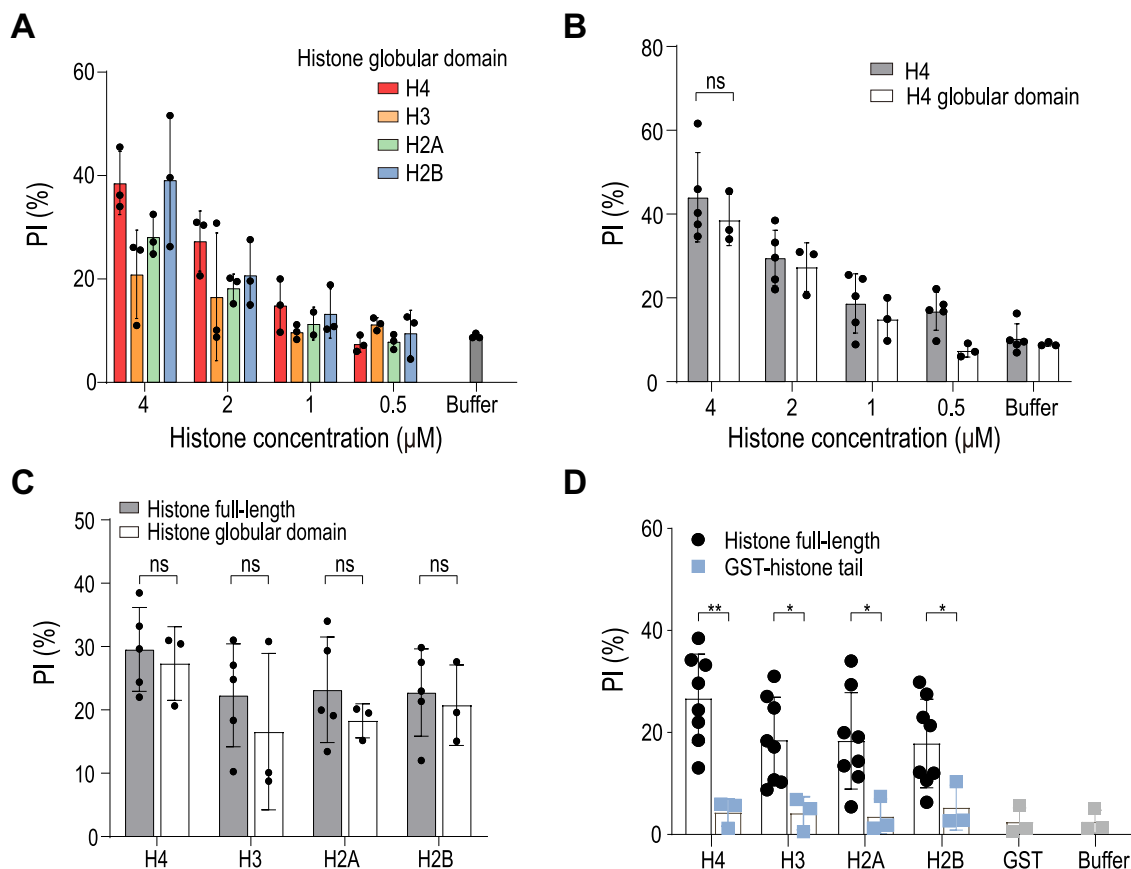 A
Histone globular domain
H4
H3
H2A
H2B
PI (%)
60
40
20
0
4 2 1 0.5 Buffer
Histone concentration (μM)
B
H4
H4 globular domain
ns
PI (%)
80
60
40
20
0
4 2 1 0.5 Buffer
Histone concentration (μM)
C
Histone full-length
Histone globular domain
ns ns ns ns
PI (%)
50
40
30
20
10
0
H4 H3 H2A H2B
D
Histone full-length
GST-histone tail
** * * *
PI (%)
60
40
20
0
H4 H3 H2A H2B GST Buffer